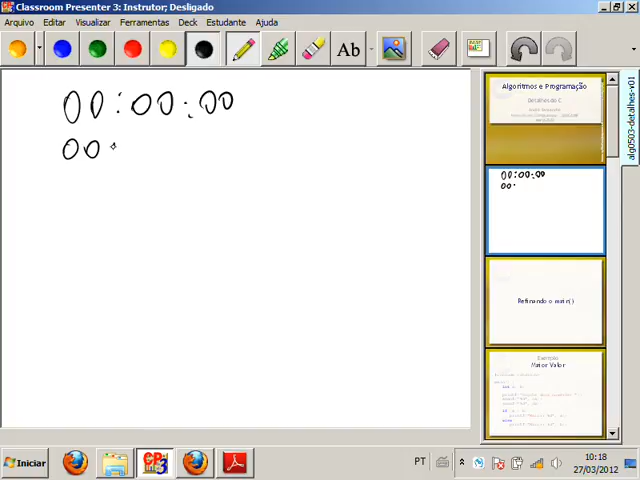 Classroom Presenter 3: Instrutor; Desligado
Arquivo Editar Visualizar Ferramentas Deck Estudante Ajuda
Ab
00:00:00
00
alg0503-detalhes-v01
Algoritmos e Programação
Detalhes de C
00:00:00
00:
Refinando o main()
Exemplo
Maior Valor
Iniciar
CP3
PT
10:18
27/03/2012